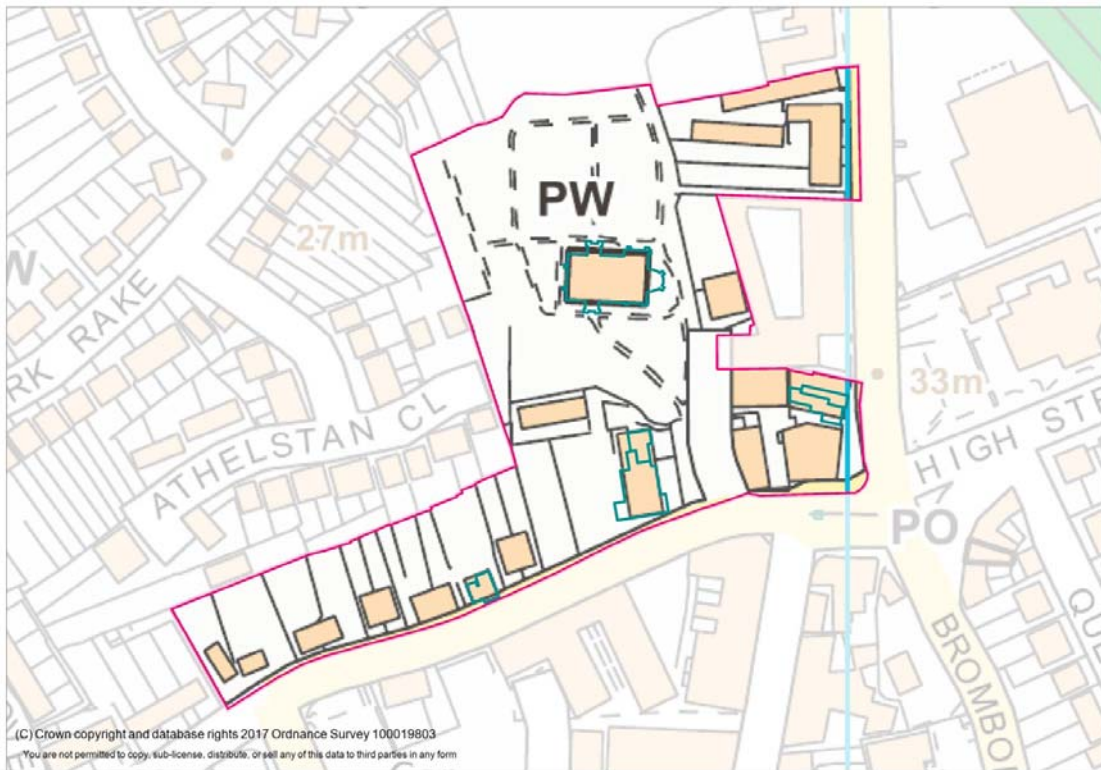 PW
27m
W
RK RAKE
33m
ATHELSTAN CL
HIGH STR
PO
QUE
BROMBO
(C) Crown copyright and database rights 2017 Ordnance Survey 100019803
You are not permitted to copy, sub-license, distribute, or sell any of this data to third parties in any form